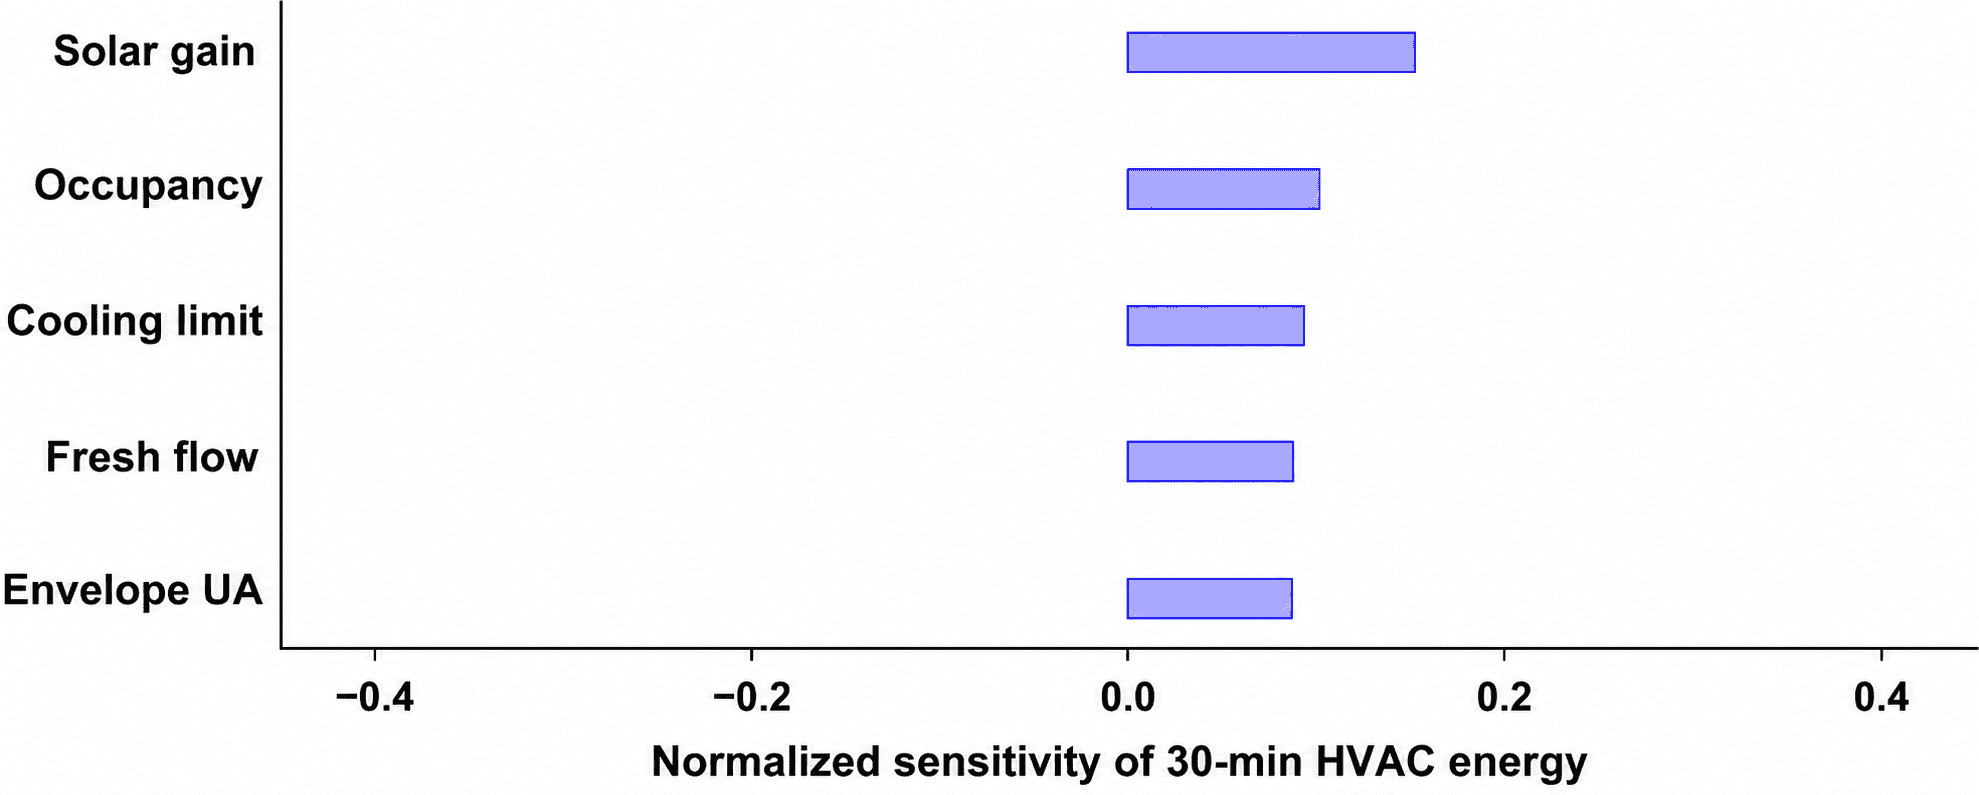 Solar gain
Occupancy
Cooling limit
Fresh flow
Envelope UA
−0.4 −0.2 0.0 0.2 0.4
Normalized sensitivity of 30-min HVAC energy